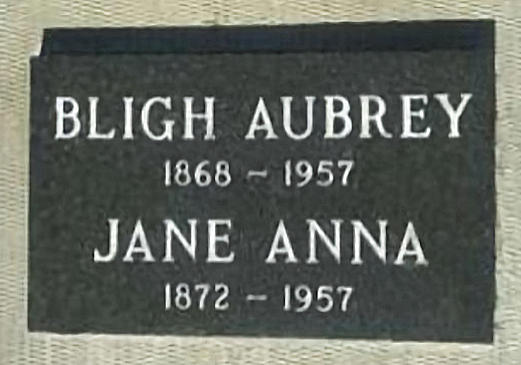 BLIGH AUBREY
1868 ~ 1957
JANE ANNA
1872 – 1957